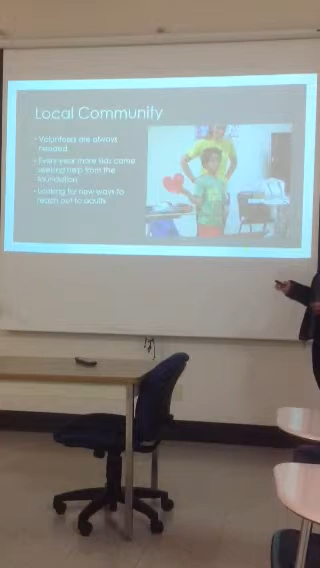 Local Community
• Volunteers are always
needed
• Every year more kids come
seeking help from the
foundation
• Looking for new ways to
reach out to adults